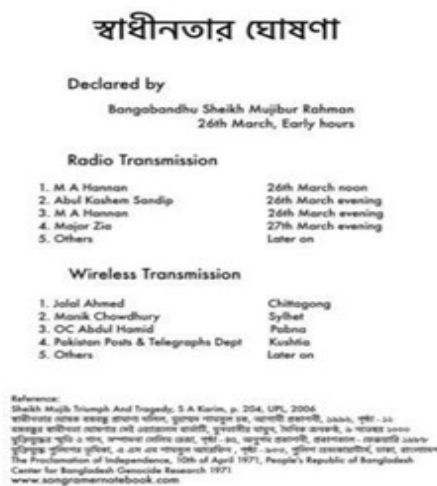 স্বাধীনতার ঘোষণা
Declared by
Bangabandhu Sheikh Mujibur Rahman
26th March, Early hours
Radio Transmission
1. M A Hannan 26th March noon
2. Abul Kashem Sandip 26th March evening
3. M A Hannan 26th March evening
4. Major Zia 27th March evening
5. Others Later on
Wireless Transmission
1. Jalal Ahmed Chittagong
2. Manik Chowdhury Sylhet
3. OC Abdul Hamid Pabna
4. Pakistan Posts & Telegraphs Dept Kushtia
5. Others Later on
Reference:
Sheikh Mujib Triumph And Tragedy, S A Karim, p. 204, UPL, 2006
The Proclamation of Independence, 10th of April 1971, People's Republic of Bangladesh
Center for Bangladesh Genocide Research 1971
www.songramernotebook.com